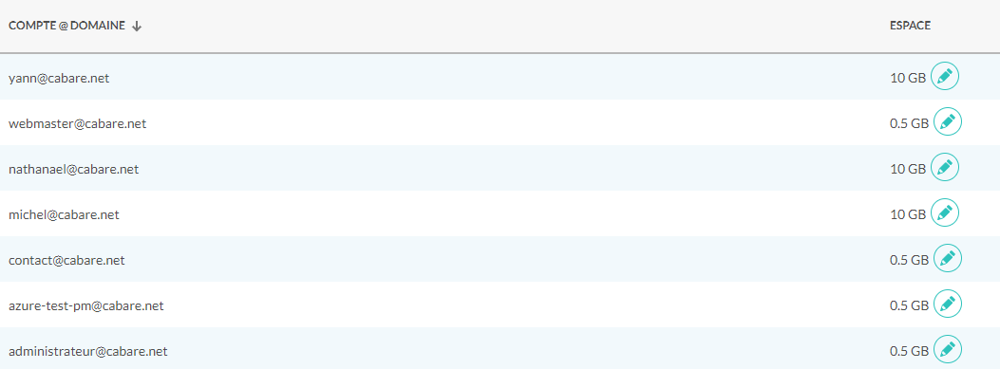 COMPTE @ DOMAINE ↓ ESPACE
yann@cabare.net 10 GB
webmaster@cabare.net 0.5 GB
nathanael@cabare.net 10 GB
michel@cabare.net 10 GB
contact@cabare.net 0.5 GB
azure-test-pm@cabare.net 0.5 GB
administrateur@cabare.net 0.5 GB